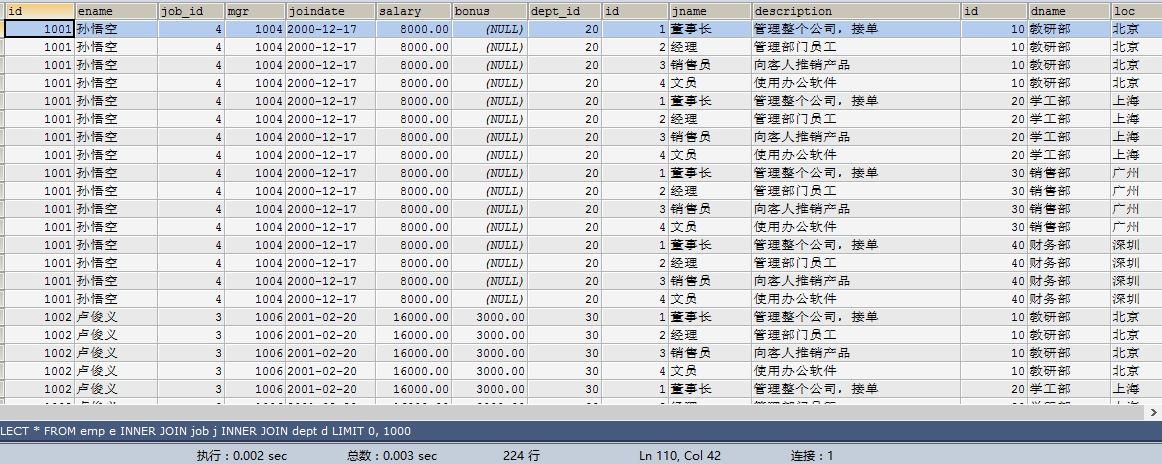 id ename job_id mgr joindate salary bonus dept_id id jname description id dname loc
1001 孙悟空 4 1004 2000-12-17 8000.00 (NULL) 20 1 董事长 管理整个公司，接单 10 教研部 北京
1001 孙悟空 4 1004 2000-12-17 8000.00 (NULL) 20 2 经理 管理部门员工 10 教研部 北京
1001 孙悟空 4 1004 2000-12-17 8000.00 (NULL) 20 3 销售员 向客人推销产品 10 教研部 北京
1001 孙悟空 4 1004 2000-12-17 8000.00 (NULL) 20 4 文员 使用办公软件 10 教研部 北京
1001 孙悟空 4 1004 2000-12-17 8000.00 (NULL) 20 1 董事长 管理整个公司，接单 20 学工部 上海
1001 孙悟空 4 1004 2000-12-17 8000.00 (NULL) 20 2 经理 管理部门员工 20 学工部 上海
1001 孙悟空 4 1004 2000-12-17 8000.00 (NULL) 20 3 销售员 向客人推销产品 20 学工部 上海
1001 孙悟空 4 1004 2000-12-17 8000.00 (NULL) 20 4 文员 使用办公软件 20 学工部 上海
1001 孙悟空 4 1004 2000-12-17 8000.00 (NULL) 20 1 董事长 管理整个公司，接单 30 销售部 广州
1001 孙悟空 4 1004 2000-12-17 8000.00 (NULL) 20 2 经理 管理部门员工 30 销售部 广州
1001 孙悟空 4 1004 2000-12-17 8000.00 (NULL) 20 3 销售员 向客人推销产品 30 销售部 广州
1001 孙悟空 4 1004 2000-12-17 8000.00 (NULL) 20 4 文员 使用办公软件 30 销售部 广州
1001 孙悟空 4 1004 2000-12-17 8000.00 (NULL) 20 1 董事长 管理整个公司，接单 40 财务部 深圳
1001 孙悟空 4 1004 2000-12-17 8000.00 (NULL) 20 2 经理 管理部门员工 40 财务部 深圳
1001 孙悟空 4 1004 2000-12-17 8000.00 (NULL) 20 3 销售员 向客人推销产品 40 财务部 深圳
1001 孙悟空 4 1004 2000-12-17 8000.00 (NULL) 20 4 文员 使用办公软件 40 财务部 深圳
1002 卢俊义 3 1006 2001-02-20 16000.00 3000.00 30 1 董事长 管理整个公司，接单 10 教研部 北京
1002 卢俊义 3 1006 2001-02-20 16000.00 3000.00 30 2 经理 管理部门员工 10 教研部 北京
1002 卢俊义 3 1006 2001-02-20 16000.00 3000.00 30 3 销售员 向客人推销产品 10 教研部 北京
1002 卢俊义 3 1006 2001-02-20 16000.00 3000.00 30 4 文员 使用办公软件 10 教研部 北京
1002 卢俊义 3 1006 2001-02-20 16000.00 3000.00 30 1 董事长 管理整个公司，接单 20 学工部 上海
LECT * FROM emp e INNER JOIN job j INNER JOIN dept d LIMIT 0, 1000
执行：0.002 sec 总数：0.003 sec 224 行 Ln 110, Col 42 连接：1